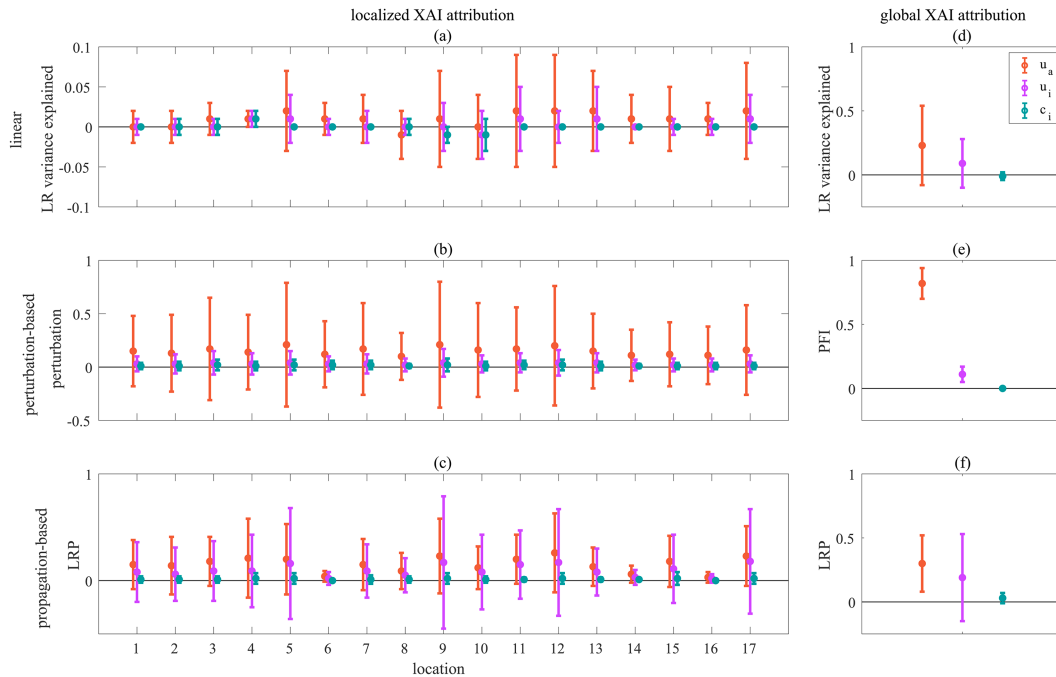 localized XAI attribution
global XAI attribution
(a)
(d)
linear
LR variance explained
0.1
0.05
0
-0.05
-0.1
LR variance explained
1
0.5
0
u_a
u_i
c_i
(b)
(e)
perturbation-based
perturbation
1
0.5
0
-0.5
PFI
1
0.5
0
(c)
(f)
propagation-based
LRP
1
0.5
0
1 2 3 4 5 6 7 8 9 10 11 12 13 14 15 16 17
location
LRP
1
0.5
0